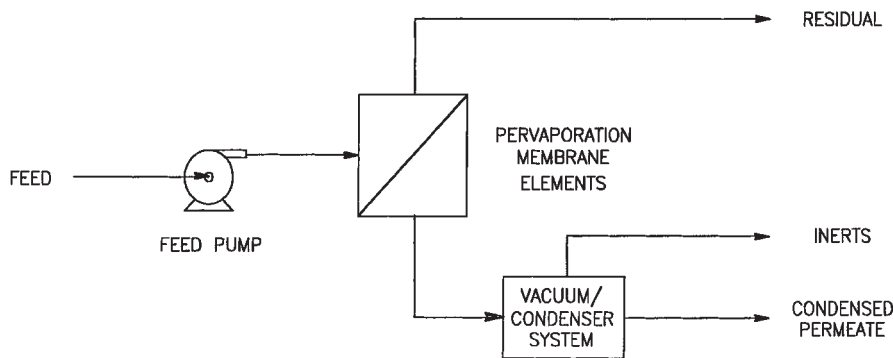 RESIDUAL
PERVAPORATION
MEMBRANE
ELEMENTS
FEED
FEED PUMP
INERTS
VACUUM/
CONDENSER
SYSTEM
CONDENSED
PERMEATE